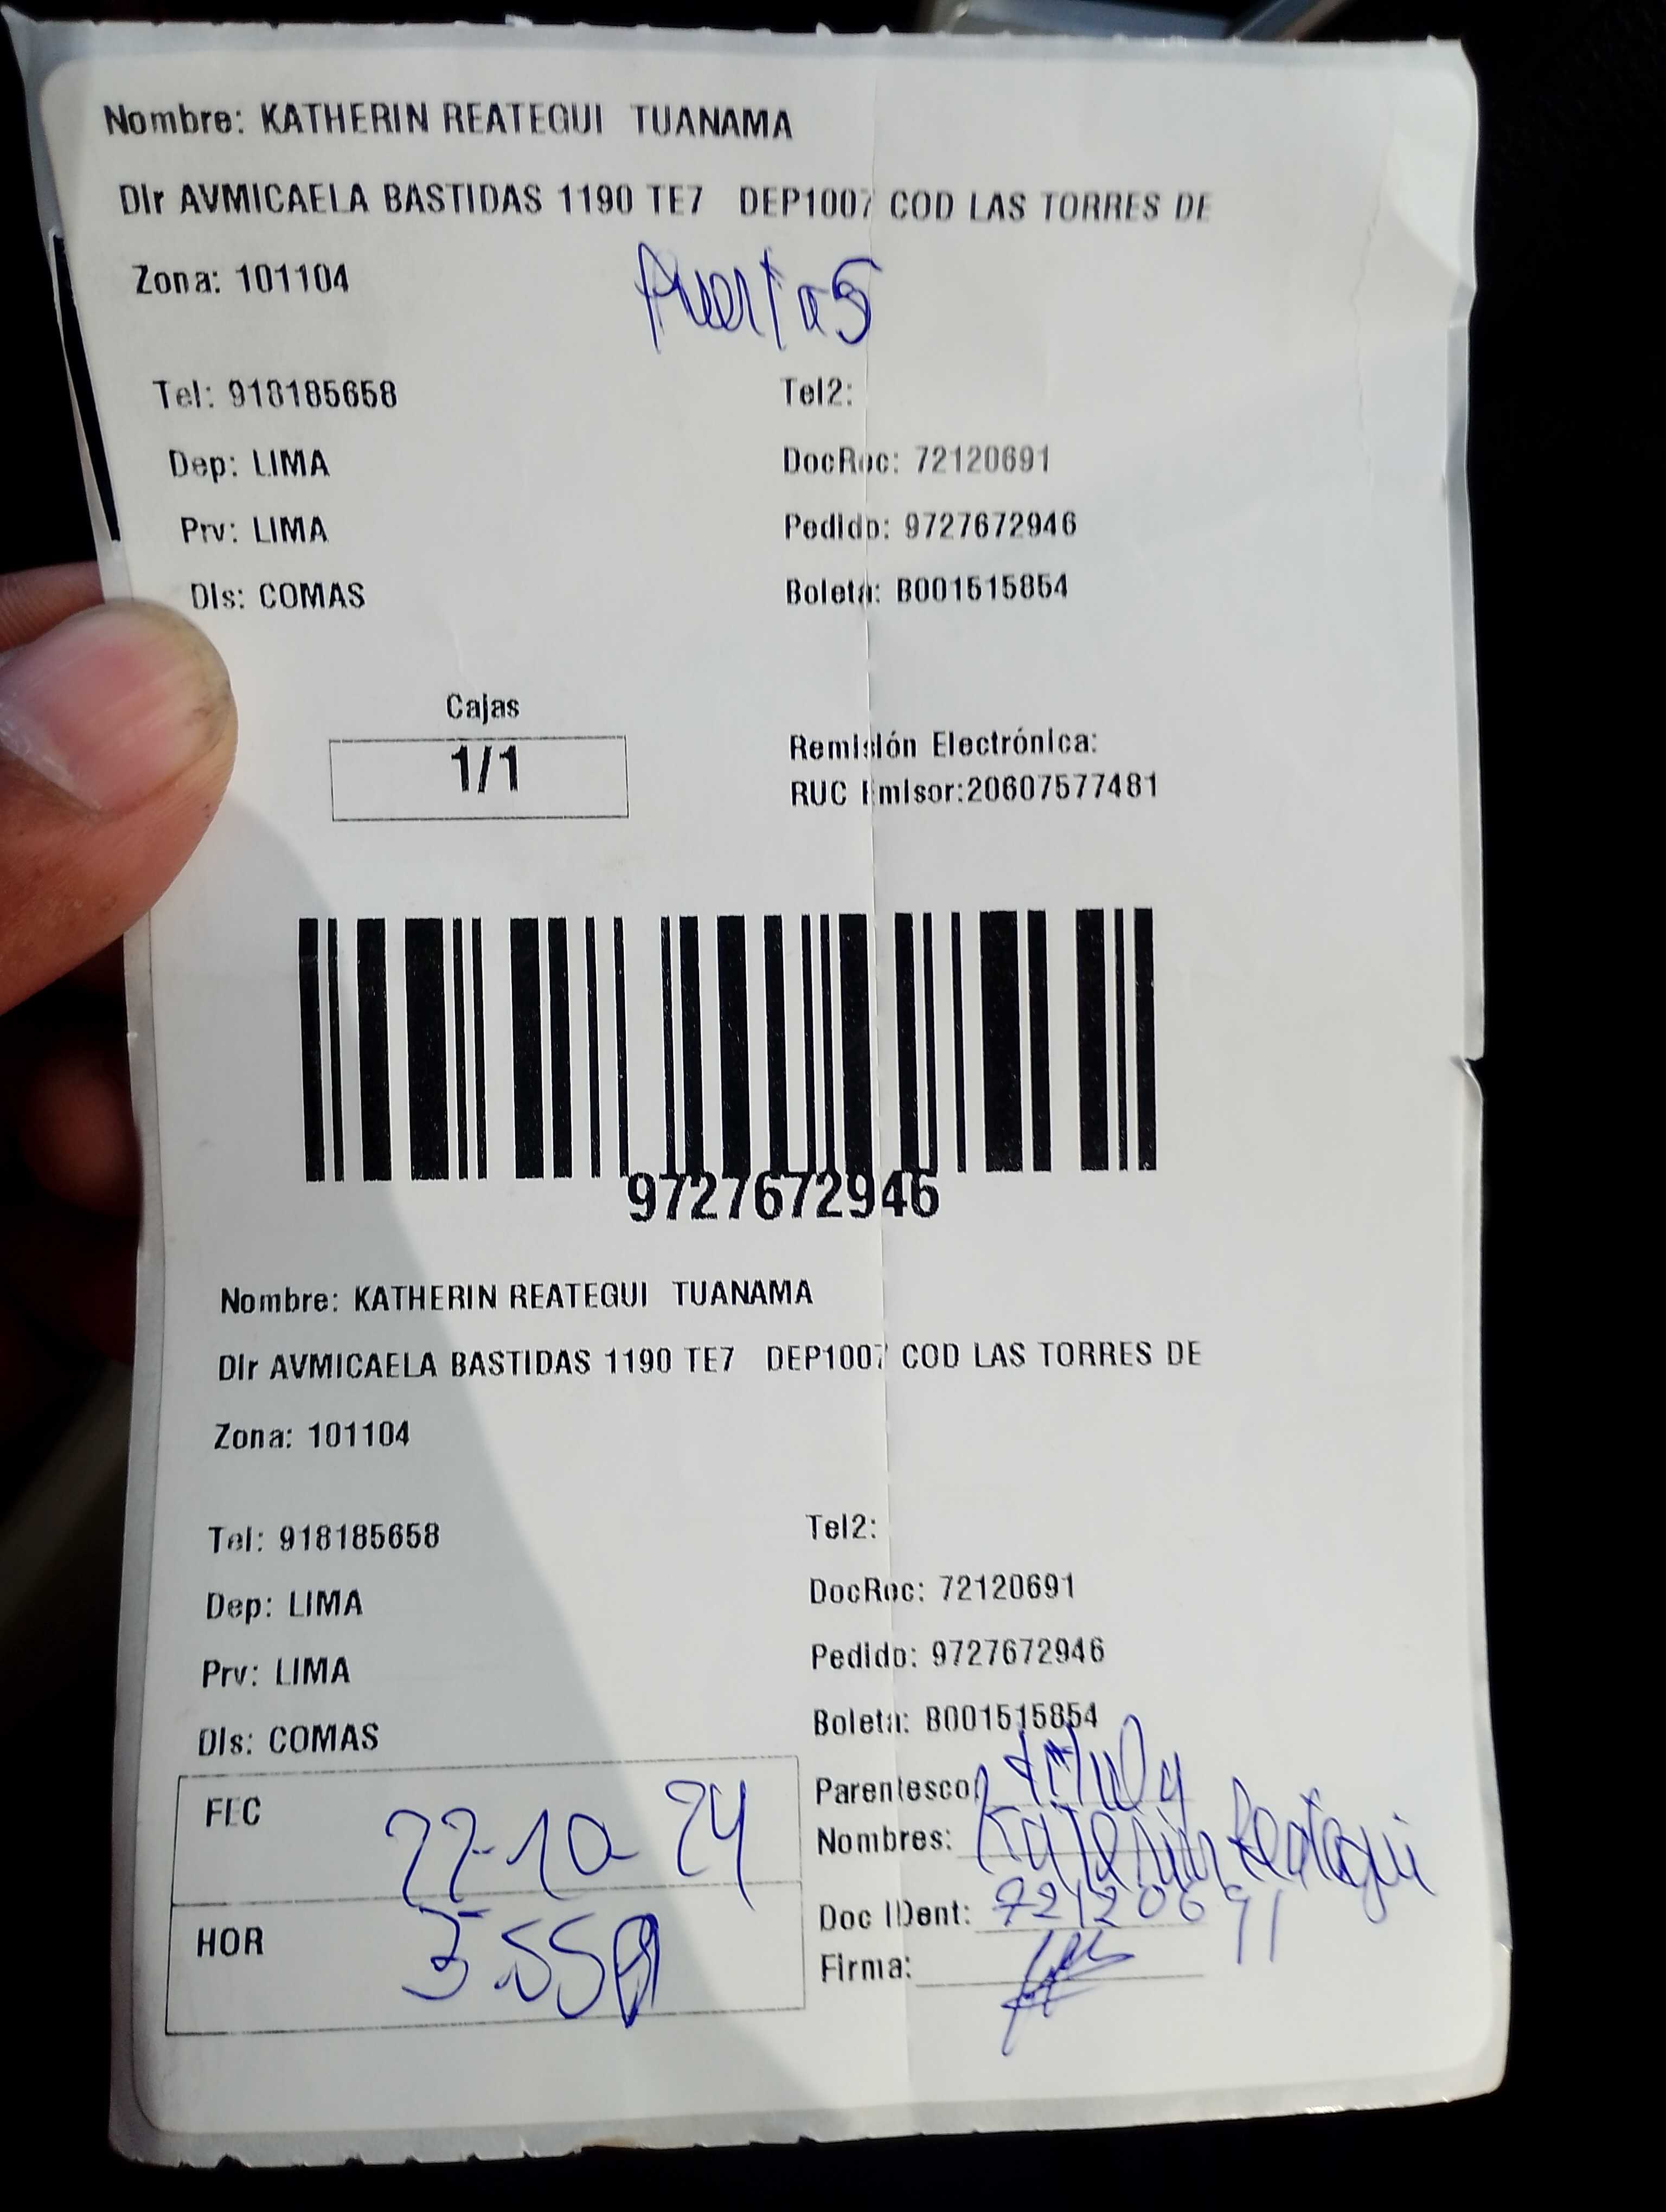 Nombre: KATHERIN REATEGUI TUANAMA
Dir AVMICAELA BASTIDAS 1190 TE7 DEP1007 COD LAS TORRES DE
Zona: 101104
Puerta5
Tel: 918185658 Tel2:
Dep: LIMA DocRec: 72120691
Prv: LIMA Pedido: 9727672946
Dis: COMAS Boleta: B001515854
Cajas
1/1
Remisión Electrónica:
RUC Emisor:20607577481
9727672946
Nombre: KATHERIN REATEGUI TUANAMA
Dir AVMICAELA BASTIDAS 1190 TE7 DEP1007 COD LAS TORRES DE
Zona: 101104
Tel: 918185658 Tel2:
Dep: LIMA DocRec: 72120691
Prv: LIMA Pedido: 9727672946
Dis: COMAS Boleta: B001515854
FEC 22-10-24
HOR
Parentesco:
Nombres: Katherin Reategui
Doc IDent: 72120691
Firma: